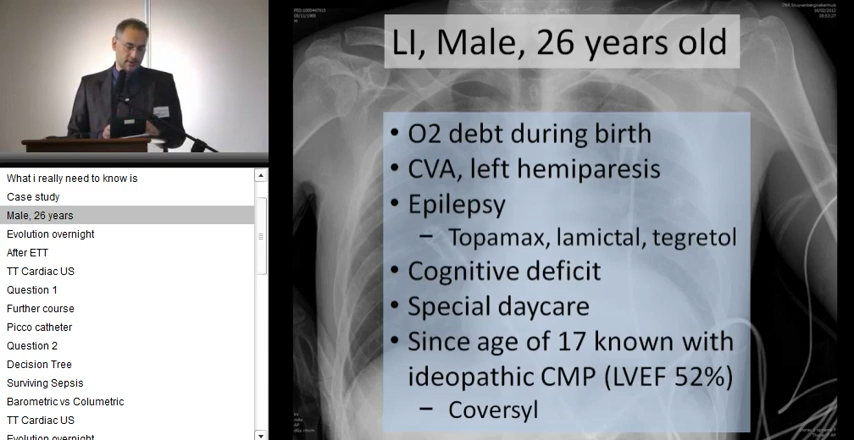 LI, Male, 26 years old
• O2 debt during birth
• CVA, left hemiparesis
• Epilepsy
– Topamax, lamictal, tegretol
• Cognitive deficit
• Special daycare
• Since age of 17 known with
ideopathic CMP (LVEF 52%)
– Coversyl
What i really need to know is
Case study
Male, 26 years
Evolution overnight
After ETT
TT Cardiac US
Question 1
Further course
Picco catheter
Question 2
Decision Tree
Surviving Sepsis
Barometric vs Columetric
TT Cardiac US
Evolution overnight